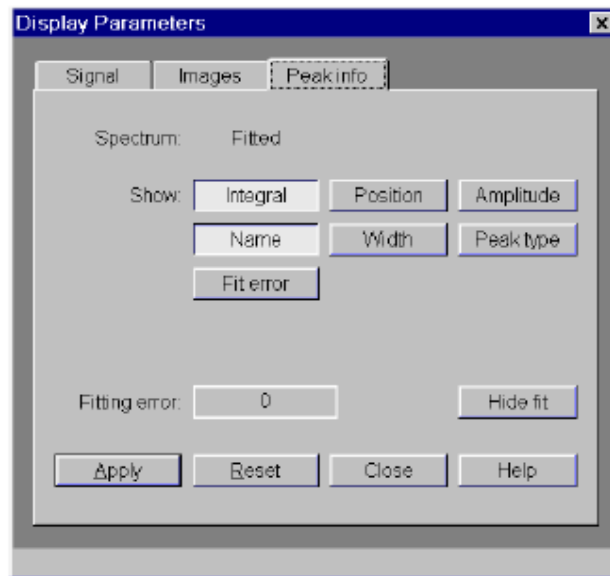 Display Parameters
Signal Images Peak info
Spectrum: Fitted
Show: Integral Position Amplitude
Name Width Peak type
Fit error
Fitting error: 0 Hide fit
Apply Reset Close Help